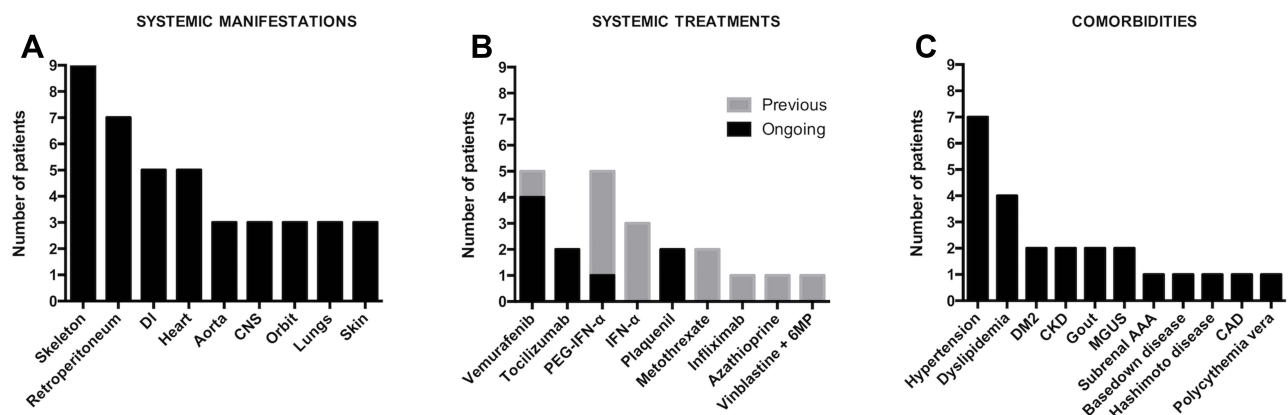 SYSTEMIC MANIFESTATIONS
A
Number of patients
9
8
7
6
5
4
3
2
1
0
Skeleton
Retroperitoneum
DI
Heart
Aorta
CNS
Orbit
Lungs
Skin
SYSTEMIC TREATMENTS
B
Number of patients
9
8
7
6
5
4
3
2
1
0
Previous
Ongoing
Vemurafenib
Tocilizumab
PEG-IFN-α
IFN-α
Plaquenil
Metothrexate
Infliximab
Azathioprine
Vinblastine + 6MP
COMORBIDITIES
C
Number of patients
9
8
7
6
5
4
3
2
1
0
Hypertension
Dyslipidemia
DM2
CKD
Gout
MGUS
Subrenal AAA
Basedown disease
Hashimoto disease
CAD
Polycythemia vera